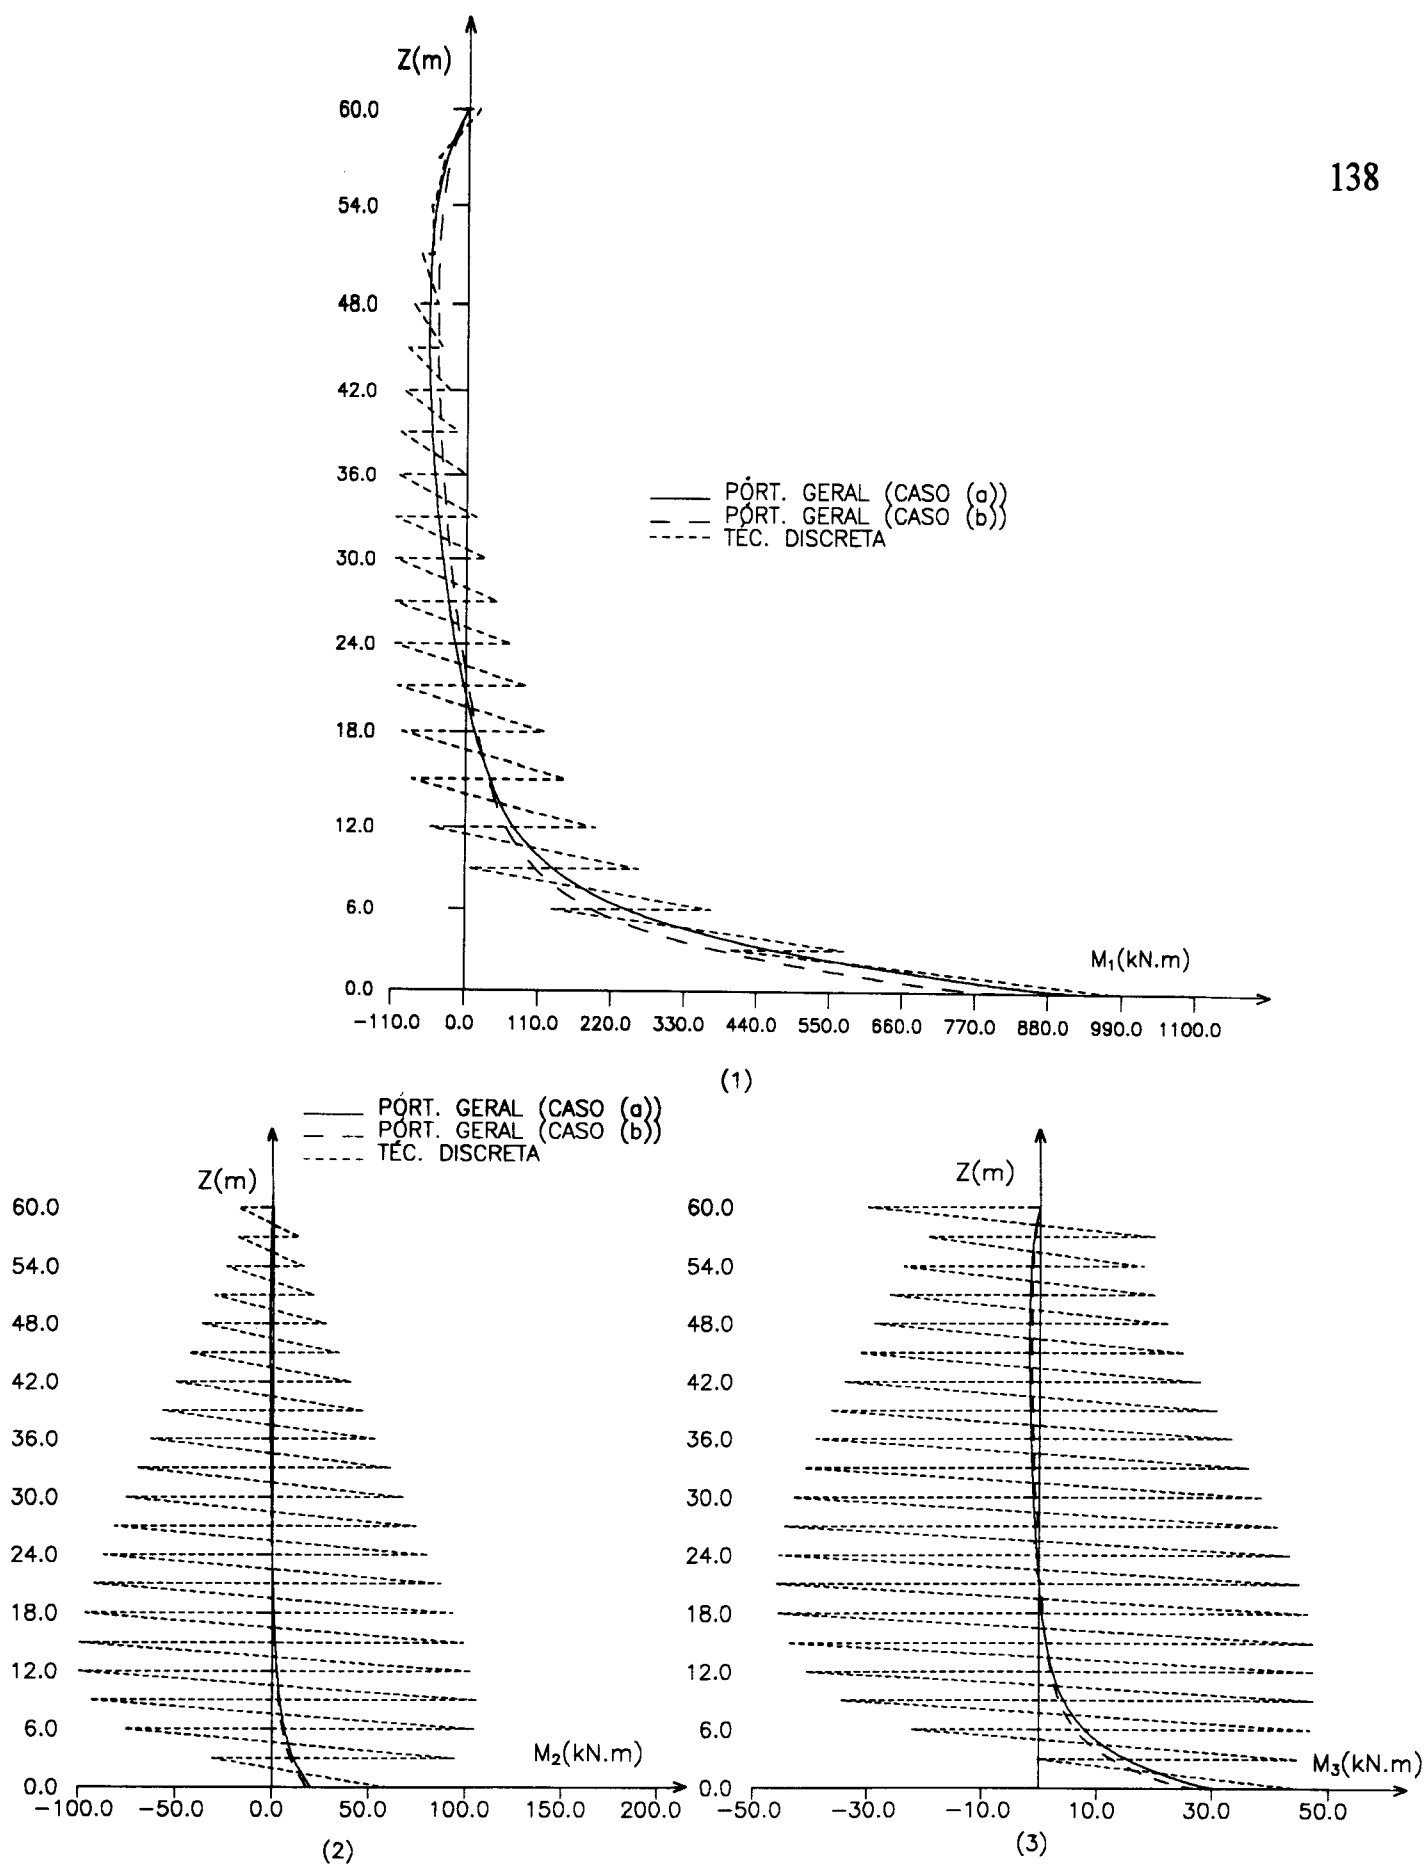 Z(m)
60.0
138
54.0
48.0
42.0
36.0
PÓRT. GERAL (CASO (a))
PÓRT. GERAL (CASO (b))
TÉC. DISCRETA
30.0
24.0
18.0
12.0
6.0
M₁(kN.m)
0.0
-110.0 0.0 110.0 220.0 330.0 440.0 550.0 660.0 770.0 880.0 990.0 1100.0
(1)
PÓRT. GERAL (CASO (a))
PÓRT. GERAL (CASO (b))
TÉC. DISCRETA
Z(m)
60.0
54.0
48.0
42.0
36.0
30.0
24.0
18.0
12.0
6.0
M₂(kN.m)
0.0
-100.0 -50.0 0.0 50.0 100.0 150.0 200.0
(2)
Z(m)
60.0
54.0
48.0
42.0
36.0
30.0
24.0
18.0
12.0
6.0
M₃(kN.m)
0.0
-50.0 -30.0 -10.0 10.0 30.0 50.0
(3)